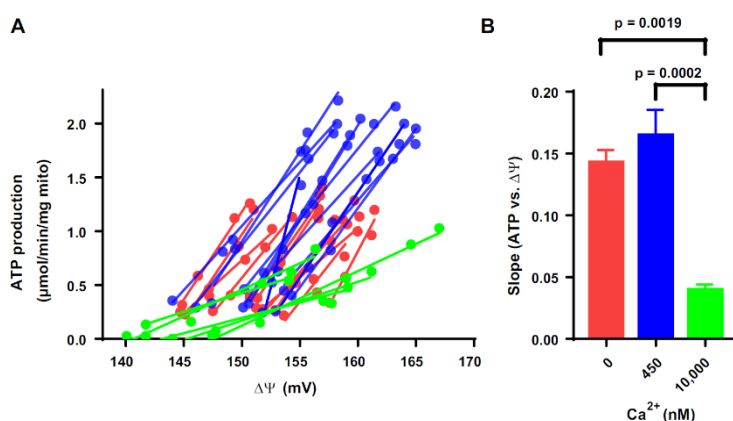 A
ATP production
(µmol/min/mg mito
2.0
1.5
1.0
0.5
0.0
140 145 150 155 160 165 170
ΔΨ (mV)
B
p = 0.0019
p = 0.0002
Slope (ATP vs. ΔΨ)
0.20
0.15
0.10
0.05
0.00
0 450 10,000
Ca²⁺ (nM)